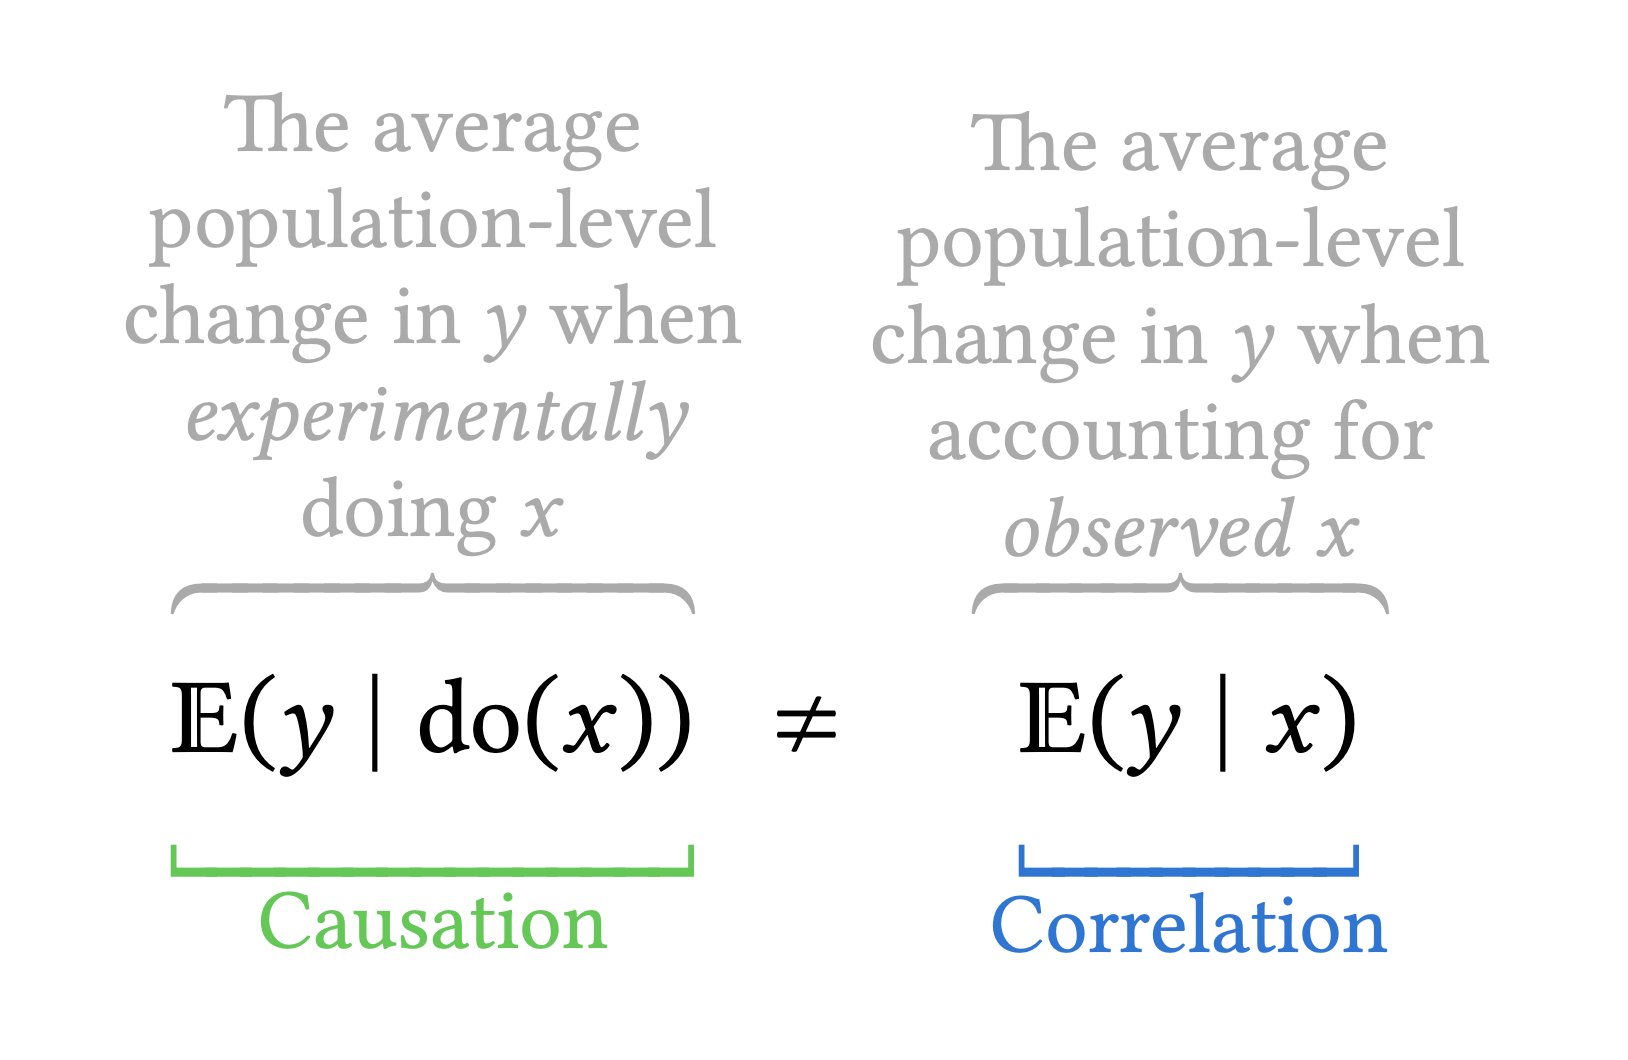 The average
population-level
change in y when
experimentally
doing x
The average
population-level
change in y when
accounting for
observed x
𝔼(y | do(x)) ≠ 𝔼(y | x)
Causation
Correlation